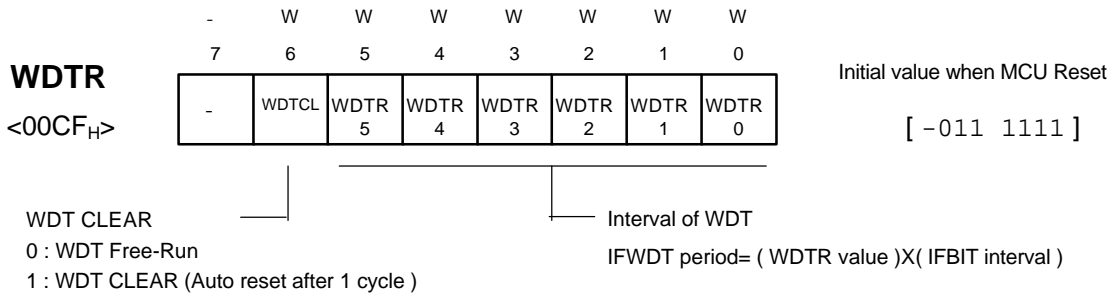 - W W W W W W W
7 6 5 4 3 2 1 0
WDTR
<00CFH>
- WDTCL WDTR 5 WDTR 4 WDTR 3 WDTR 2 WDTR 1 WDTR 0
Initial value when MCU Reset
[ -011 1111 ]
WDT CLEAR
0 : WDT Free-Run
1 : WDT CLEAR (Auto reset after 1 cycle )
Interval of WDT
IFWDT period= ( WDTR value )X( IFBIT interval )